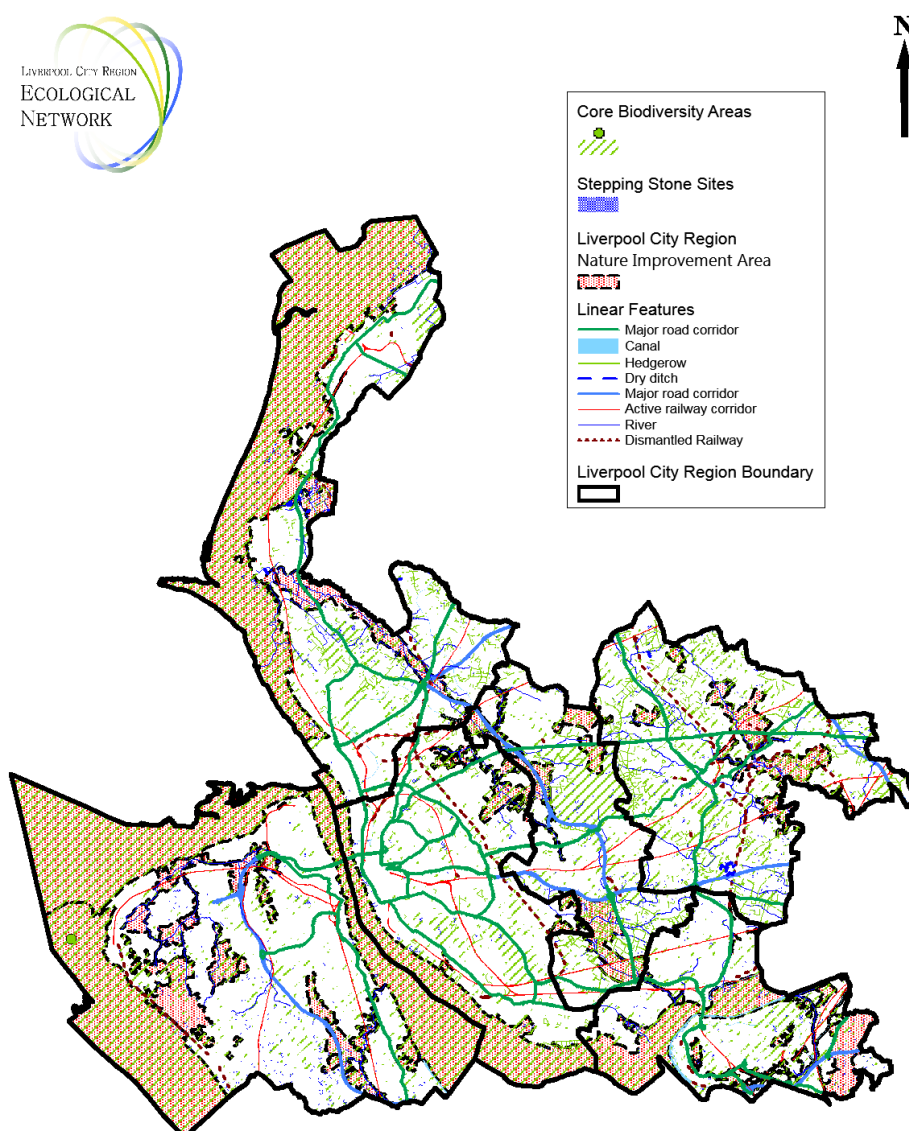 LIVERPOOL CITY REGION
ECOLOGICAL
NETWORK
N
Core Biodiversity Areas
Stepping Stone Sites
Liverpool City Region
Nature Improvement Area
Linear Features
Major road corridor
Canal
Hedgerow
Dry ditch
Major road corridor
Active railway corridor
River
Dismantled Railway
Liverpool City Region Boundary